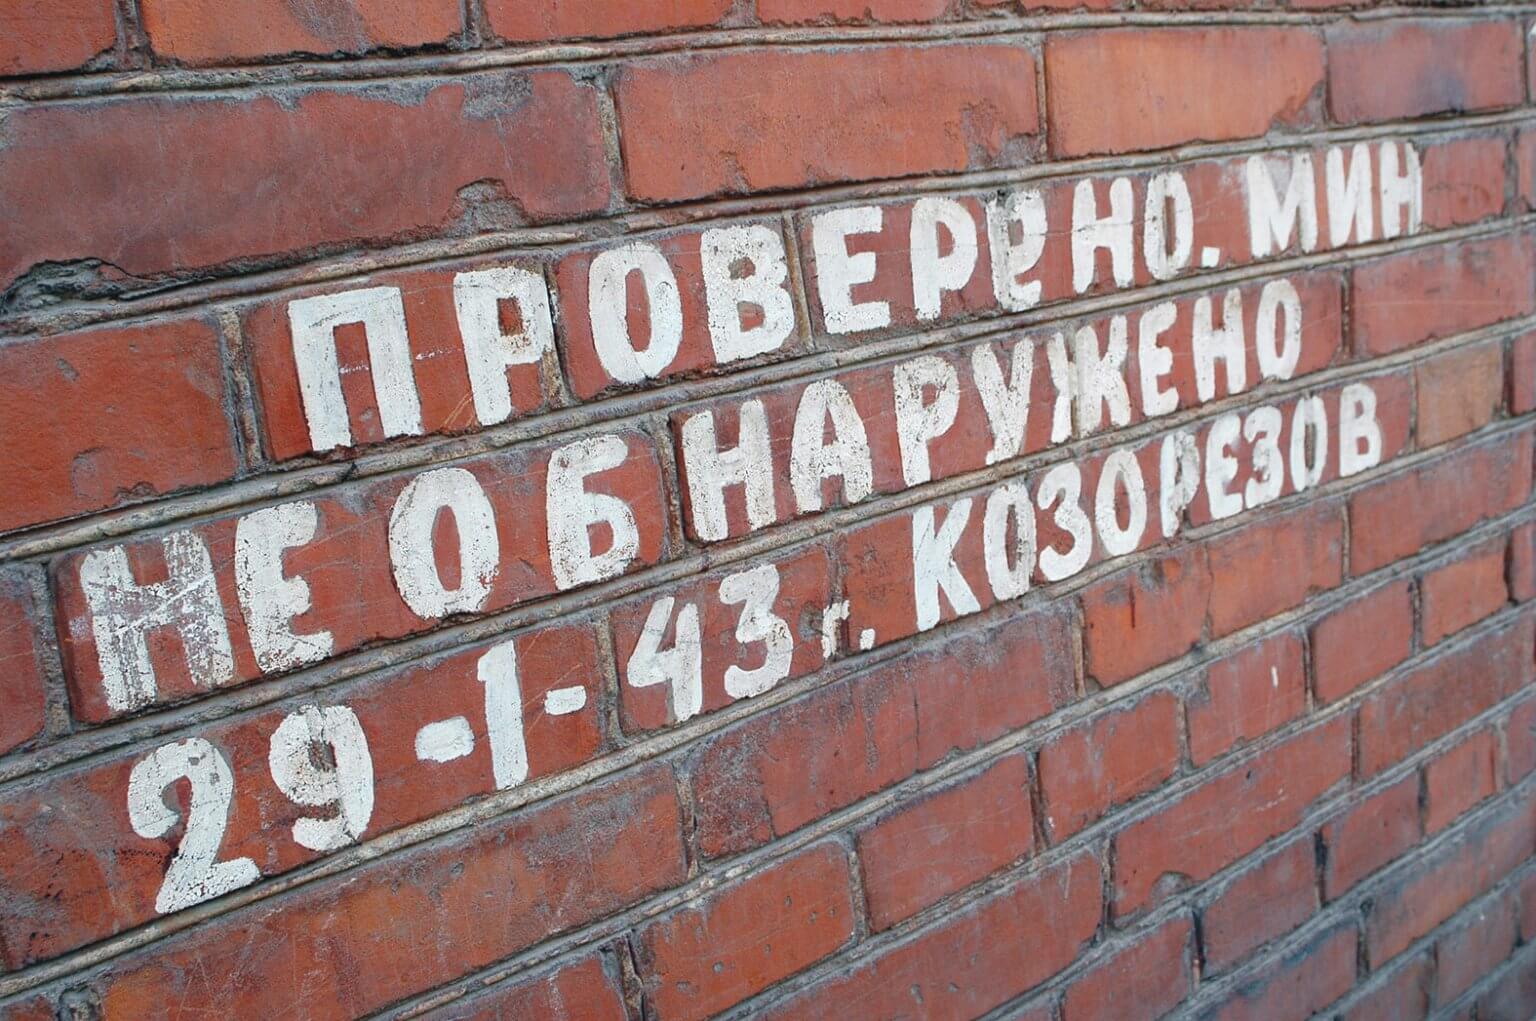 ПРОВЕРЕНО. МИН
НЕ ОБНАРУЖЕНО
29-1-43 г. КОЗОРЕЗОВ